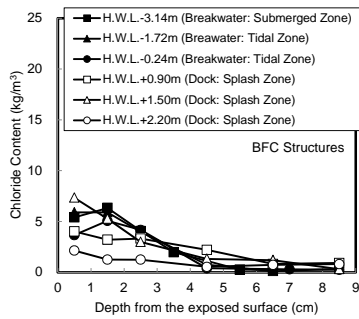 25
20
15
10
5
0
Chloride Content (kg/m³)
H.W.L.-3.14m (Breakwater: Submerged Zone)
H.W.L.-1.72m (Breawater: Tidal Zone)
H.W.L.-0.24m (Breakwater: Tidal Zone)
H.W.L.+0.90m (Dock: Splash Zone)
H.W.L.+1.50m (Dock: Splash Zone)
H.W.L.+2.20m (Dock: Splash Zone)
BFC Structures
0 1 2 3 4 5 6 7 8 9
Depth from the exposed surface (cm)